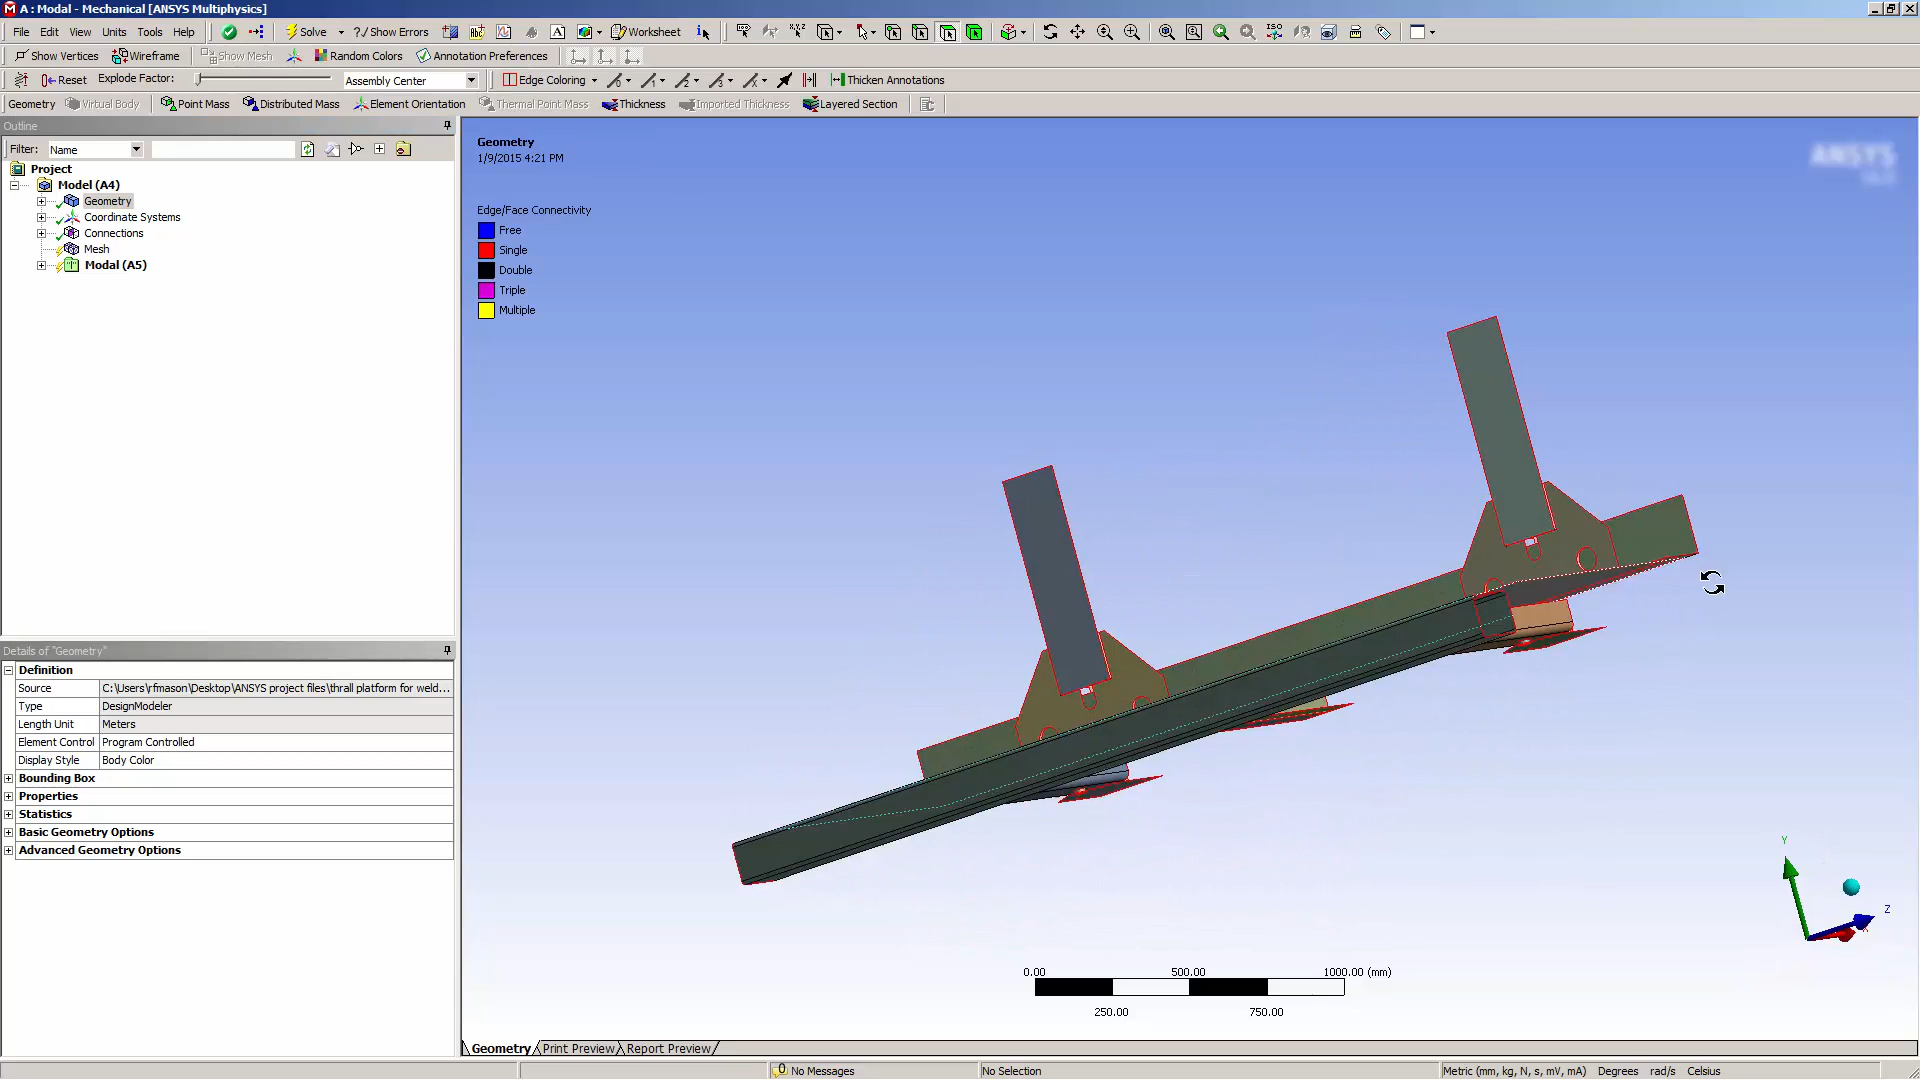 A : Modal - Mechanical [ANSYS Multiphysics]
File Edit View Units Tools Help Solve ?/ Show Errors Worksheet
Show Vertices Wireframe Show Mesh Random Colors Annotation Preferences
Reset Explode Factor: Assembly Center Edge Coloring Thicken Annotations
Geometry Virtual Body Point Mass Distributed Mass Element Orientation Thermal Point Mass Thickness Imported Thickness Layered Section
Outline
Filter: Name
Project
Model (A4)
Geometry
Coordinate Systems
Connections
Mesh
Modal (A5)
Details of "Geometry"
Definition
Source C:\Users\rfmason\Desktop\ANSYS project files\thrall platform for weld...
Type DesignModeler
Length Unit Meters
Element Control Program Controlled
Display Style Body Color
Bounding Box
Properties
Statistics
Basic Geometry Options
Advanced Geometry Options
Geometry
1/9/2015 4:21 PM
Edge/Face Connectivity
Free
Single
Double
Triple
Multiple
ANSYS
Y
Z
X
0.00 500.00 1000.00 (mm)
250.00 750.00
Geometry Print Preview Report Preview
0 No Messages No Selection Metric (mm, kg, N, s, mV, mA) Degrees rad/s Celsius